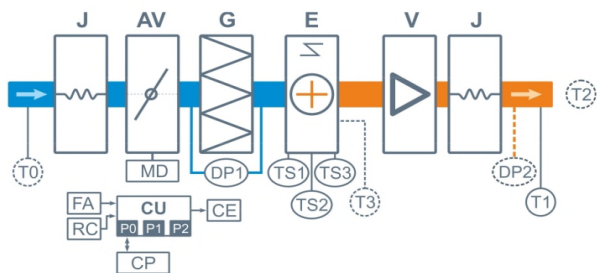 J AV G E V J
T2
T0 MD DP1 TS1 TS3 DP2
TS2 T3 T1
FA CU CE
RC P0 P1 P2
CP